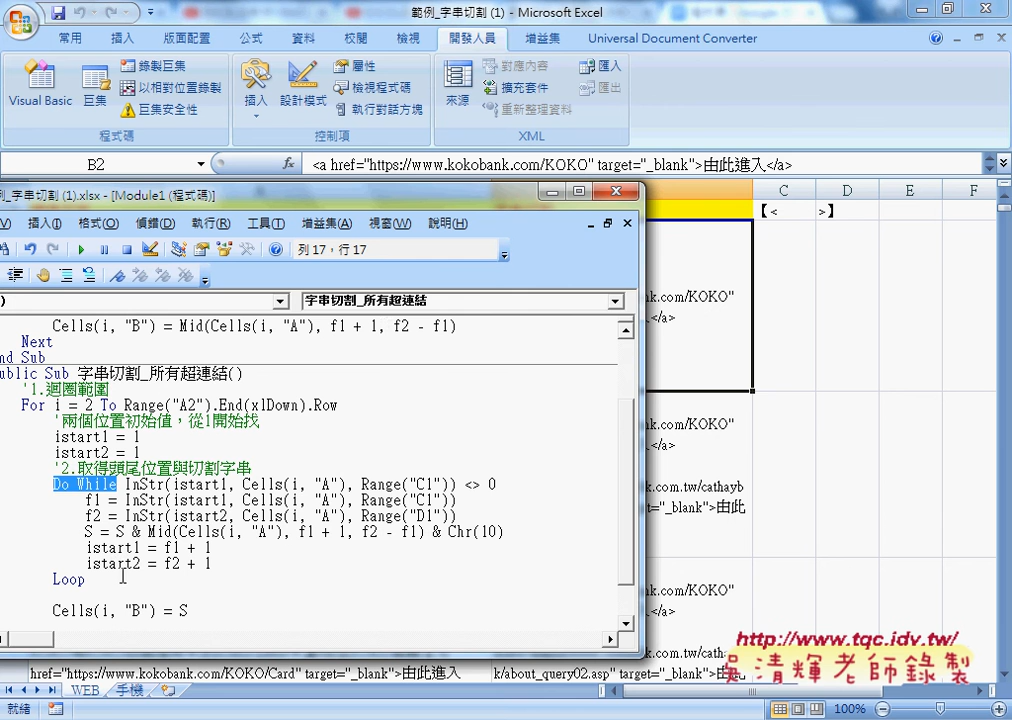 範例_字串切割 (1) - Microsoft Excel
常用 插入 版面配置 公式 資料 校閱 檢視 開發人員 增益集 Universal Document Converter
Visual Basic 巨集 錄製巨集 以相對位置錄製 巨集安全性 程式碼
插入 設計模式 屬性 檢視程式碼 執行對話方塊 控制項
來源 對應內容 擴充套件 重新整理資料 匯入 匯出 XML
B2 fx <a href="https://www.kokobank.com/KOKO" target="_blank">由此進入</a>
_字串切割 (1).xlsx - [Module1 (程式碼)]
C D E F
V) 插入(I) 格式(O) 偵錯(D) 執行(R) 工具(T) 增益集(A) 視窗(W) 說明(H)
【< >】
列 17，行 17
) 字串切割_所有超連結
Cells(i, "B") = Mid(Cells(i, "A"), f1 + 1, f2 - f1)
Next
nd Sub
ublic Sub 字串切割_所有超連結()
'1.迴圈範圍
For i = 2 To Range("A2").End(xlDown).Row
'兩個位置初始值，從1開始找
istart1 = 1
istart2 = 1
'2.取得頭尾位置與切割字串
Do While InStr(istart1, Cells(i, "A"), Range("C1")) <> 0
f1 = InStr(istart1, Cells(i, "A"), Range("C1"))
f2 = InStr(istart2, Cells(i, "A"), Range("D1"))
S = S & Mid(Cells(i, "A"), f1 + 1, f2 - f1) & Chr(10)
istart1 = f1 + 1
istart2 = f2 + 1
Loop
Cells(i, "B") = S
nk.com/KOKO"
</a>
nk.com/KOKO"
</a>
com.tw/cathayb
"_blank">由此
nk.com/KOKO"
</a>
http://www.tqc.idv.tw/
吳清輝老師錄製
href="https://www.kokobank.com/KOKO/Card" target="_blank">由此進入
k/about_query02.asp" target="_blank">由此進
WEB 手機
就緒 100%